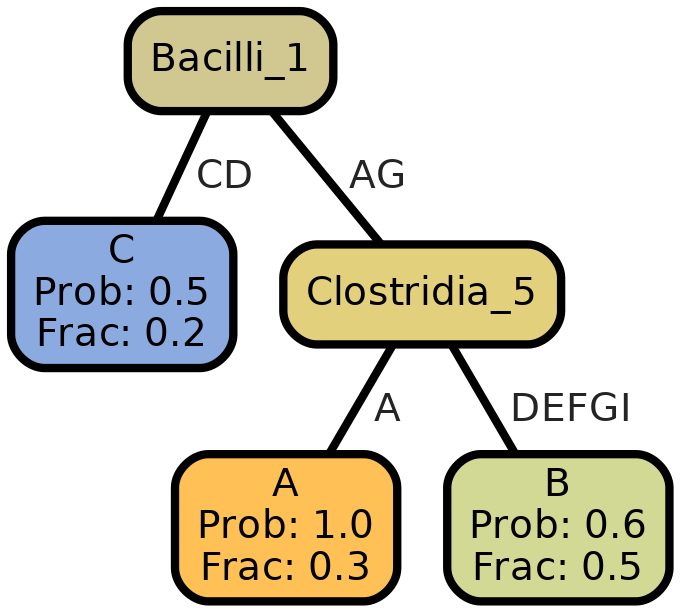 Bacilli_1
CD
AG
C
Prob: 0.5
Frac: 0.2
Clostridia_5
A
DEFGI
A
Prob: 1.0
Frac: 0.3
B
Prob: 0.6
Frac: 0.5